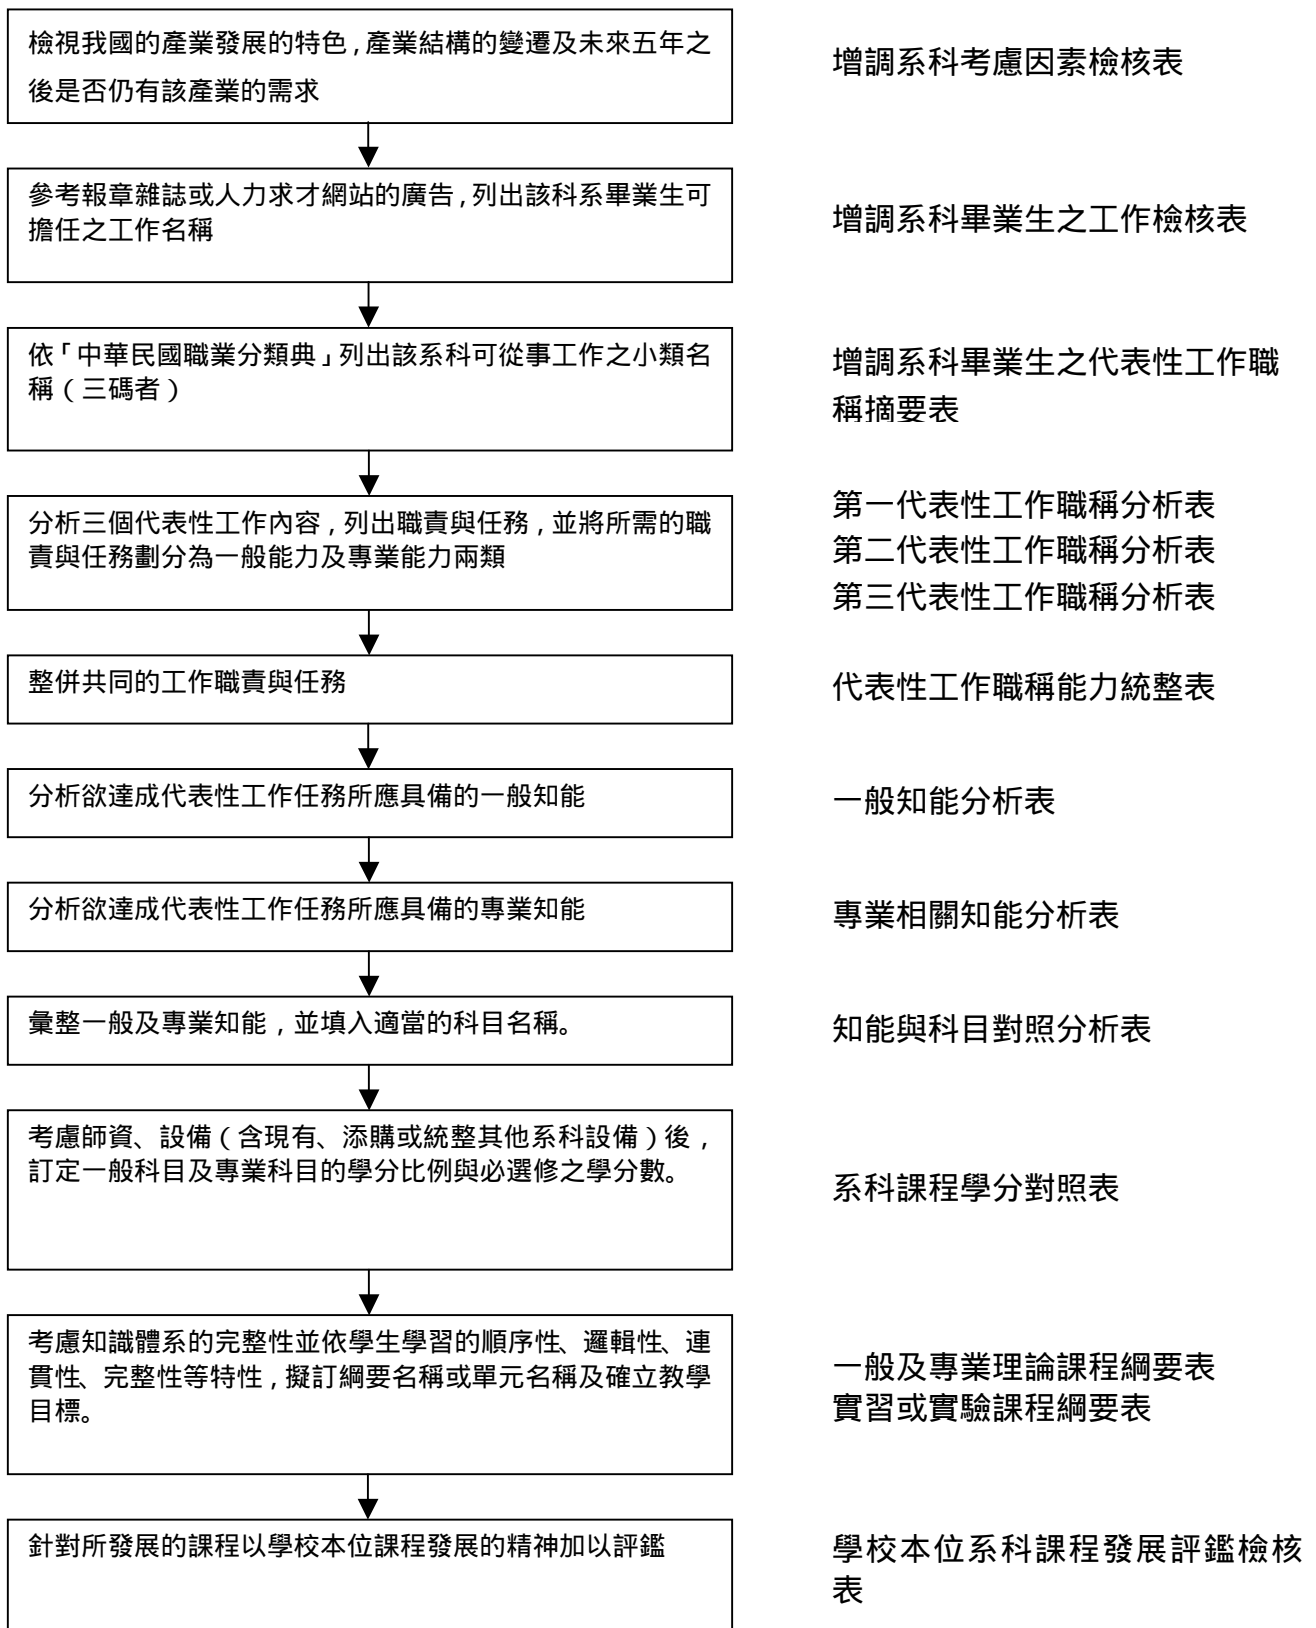 檢視我國的產業發展的特色，產業結構的變遷及未來五年之
後是否仍有該產業的需求
增調系科考慮因素檢核表
參考報章雜誌或人力求才網站的廣告，列出該科系畢業生可
擔任之工作名稱
增調系科畢業生之工作檢核表
依「中華民國職業分類典」列出該系科可從事工作之小類名
稱（三碼者）
增調系科畢業生之代表性工作職
稱摘要表
分析三個代表性工作內容，列出職責與任務，並將所需的職
責與任務劃分為一般能力及專業能力兩類
第一代表性工作職稱分析表
第二代表性工作職稱分析表
第三代表性工作職稱分析表
整併共同的工作職責與任務
代表性工作職稱能力統整表
分析欲達成代表性工作任務所應具備的一般知能
一般知能分析表
分析欲達成代表性工作任務所應具備的專業知能
專業相關知能分析表
彙整一般及專業知能，並填入適當的科目名稱。
知能與科目對照分析表
考慮師資、設備（含現有、添購或統整其他系科設備）後，
訂定一般科目及專業科目的學分比例與必選修之學分數。
系科課程學分對照表
考慮知識體系的完整性並依學生學習的順序性、邏輯性、連
貫性、完整性等特性，擬訂綱要名稱或單元名稱及確立教學
目標。
一般及專業理論課程綱要表
實習或實驗課程綱要表
針對所發展的課程以學校本位課程發展的精神加以評鑑
學校本位系科課程發展評鑑檢核
表